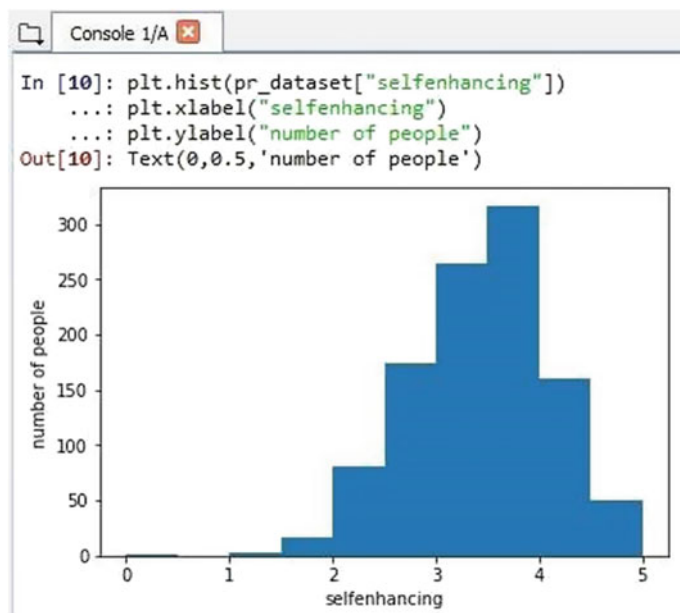 Console 1/A
In [10]: plt.hist(pr_dataset["selfenhancing"])
...: plt.xlabel("selfenhancing")
...: plt.ylabel("number of people")
Out[10]: Text(0,0.5,'number of people')
300
250
200
150
100
50
0
number of people
0 1 2 3 4 5
selfenhancing